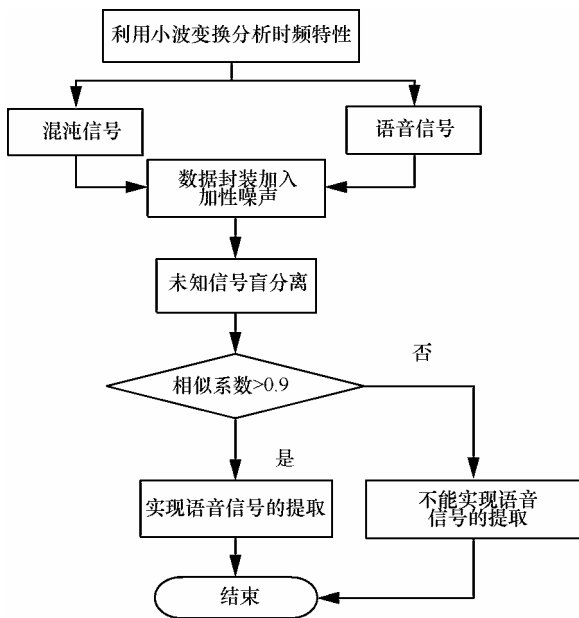 利用小波变换分析时频特性
混沌信号
语音信号
数据封装加入
加性噪声
未知信号盲分离
否
相似系数>0.9
是
实现语音信号的提取
不能实现语音
信号的提取
结束